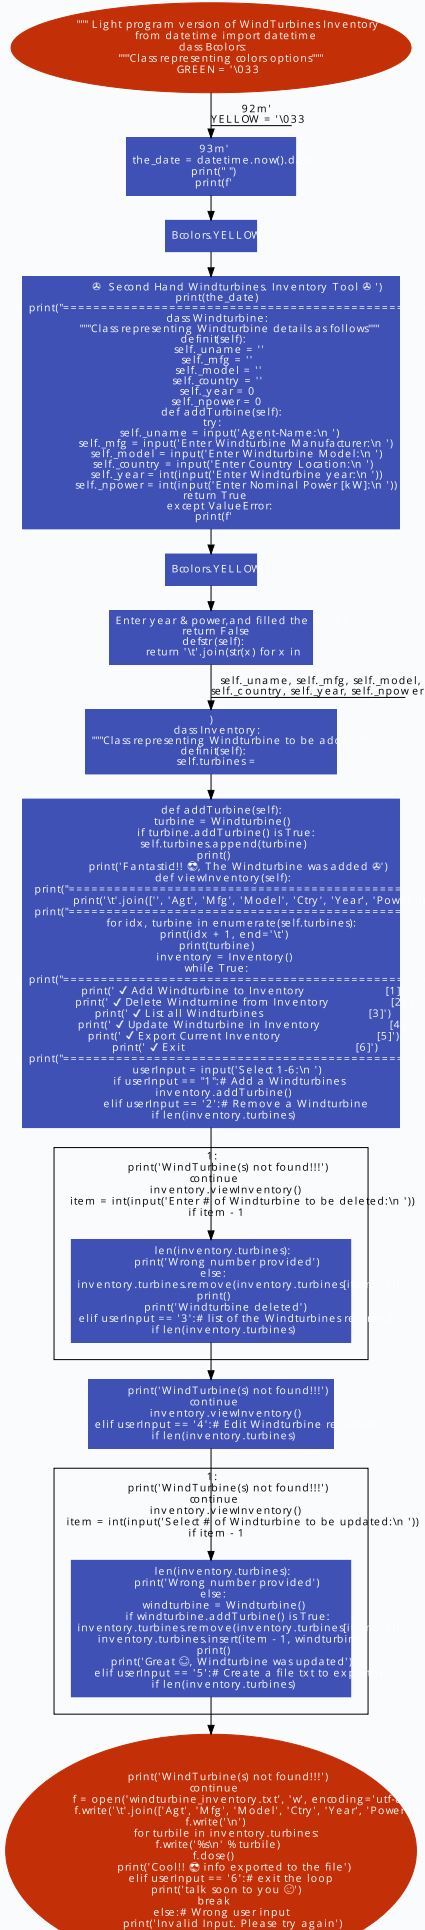 """ Light program version of WindTurbines Inventory
from datetime import datetime
class Bcolors:
"""Class representing colors options"""
GREEN = '\033
92m'
YELLOW = '\033
93m'
the_date = datetime.now().d
print(" ")
print(f'
Bcolors.YELLOW
✇ Second Hand Windturbines. Inventory Tool ✇ ')
print(the_date)
print("==================================================
class Windturbine:
"""Class representing Windturbine details as follows"""
definit(self):
self._uname = ''
self._mfg = ''
self._model = ''
self._country = ''
self._year = 0
self._npower = 0
def addTurbine(self):
try:
self._uname = input('Agent-Name:\n ')
self._mfg = input('Enter Windturbine Manufacturer:\n ')
self._model = input('Enter Windturbine Model:\n ')
self._country = input('Enter Country Location:\n ')
self._year = int(input('Enter Windturbine year:\n '))
self._npower = int(input('Enter Nominal Power [kW]:\n '))
return True
except ValueError:
print(f'
Bcolors.YELLOW
Enter year & power,and filled the
return False
defstr(self):
return '\t'.join(str(x) for x in
self._uname, self._mfg, self._model,
self._country, self._year, self._npower
)
class Inventory:
"""Class representing Windturbine to be ad
definit(self):
self.turbines =
def addTurbine(self):
turbine = Windturbine()
if turbine.addTurbine() is True:
self.turbines.append(turbine)
print()
print('Fantastic!! 😎, The Windturbine was added ✇')
def viewInventory(self):
print("==================================================
print('\t'.join(['', 'Agt', 'Mfg', 'Model', 'Ctry', 'Year', 'Pow
print("==================================================
for idx, turbine in enumerate(self.turbines):
print(idx + 1, end='\t')
print(turbine)
inventory = Inventory()
while True:
print("==================================================
print(' ✔ Add Windturbine to Inventory [1]
print(' ✔ Delete Windturnine from Inventory [2
print(' ✔ List all Windturbines [3]')
print(' ✔ Update Windturbine in Inventory [4
print(' ✔ Export Current Inventory [5]')
print(' ✔ Exit [6]')
print("==================================================
userInput = input('Select 1-6:\n ')
if userInput == "1":# Add a Windturbines
inventory.addTurbine()
elif userInput == '2':# Remove a Windturbine
if len(inventory.turbines)
1:
print('WindTurbine(s) not found!!!')
continue
inventory.viewInventory()
item = int(input('Enter # of Windturbine to be deleted:\n '))
if item - 1
len(inventory.turbines):
print('Wrong number provided')
else:
inventory.turbines.remove(inventory.turbines[i
print()
print('Windturbine deleted')
elif userInput == '3':# list of the Windturbines r
if len(inventory.turbines)
print('WindTurbine(s) not found!!!')
continue
inventory.viewInventory()
elif userInput == '4':# Edit Windturbine re
if len(inventory.turbines)
1:
print('WindTurbine(s) not found!!!')
continue
inventory.viewInventory()
item = int(input('Select # of Windturbine to be updated:\n '))
if item - 1
len(inventory.turbines):
print('Wrong number provided')
else:
windturbine = Windturbine()
if windturbine.addTurbine() is True:
inventory.turbines.remove(inventory.turbines[i
inventory.turbines.insert(item - 1, windturbin
print()
print('Great ☺, Windturbine was updated')
elif userInput == '5':# Create a file txt to exp
if len(inventory.turbines)
print('WindTurbine(s) not found!!!')
continue
f = open('windturbine_inventory.txt', 'w', encoding='utf-
f.write('\t'.join(['Agt', 'Mfg', 'Model', 'Ctry', 'Year', 'Power
f.write('\n')
for turbile in inventory.turbines:
f.write('%s\n' % turbile)
f.close()
print('Cool!! 😎 info exported to the file')
elif userInput == '6':# exit the loop
print('talk soon to you ☺')
break
else:# Wrong user input
print('Invalid Input. Please try again')